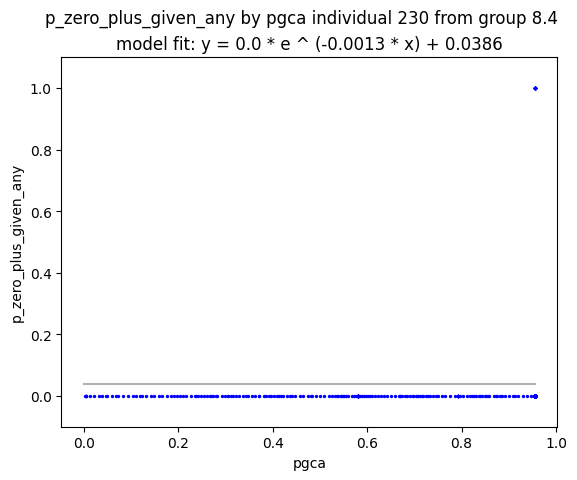 p_zero_plus_given_any by pgca individual 230 from group 8.4
model fit: y = 0.0 * e ^ (-0.0013 * x) + 0.0386
1.0
0.8
0.6
0.4
0.2
0.0
p_zero_plus_given_any
0.0 0.2 0.4 0.6 0.8 1.0
pgca